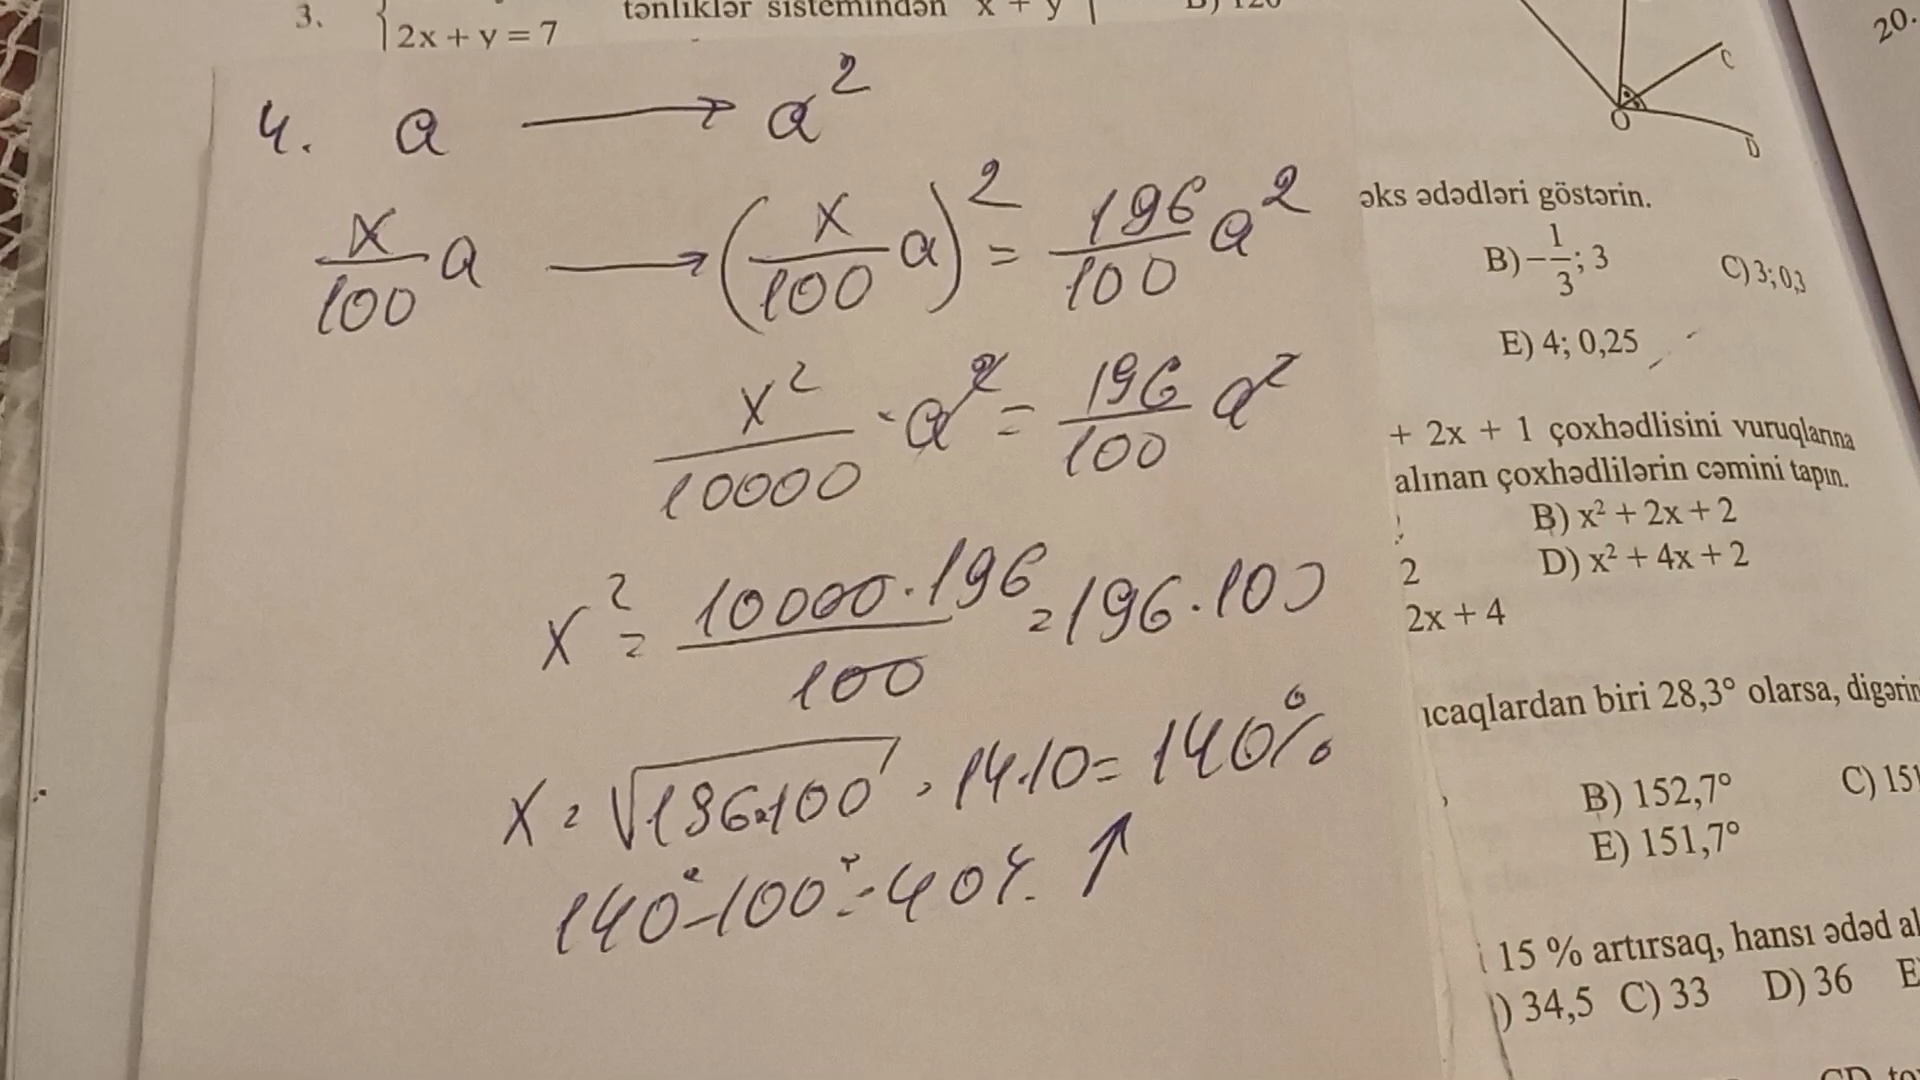 3. 2x + y = 7 tənliklər sistemindən x + y
20.
C
O
D
4. a → a²
x/100 a → (x/100 a)² = 196/100 a²
x²/10000 · a² = 196/100 a²
x² = 10000·196/100 = 196·100
x = √196·100 = 14·10 = 140%
140%-100% = 40% ↑
əks ədədləri göstərin.
B) -1/3; 3 C) 3; 0,3
E) 4; 0,25
+ 2x + 1 çoxhədlisini vuruqlarına
alınan çoxhədlilərin cəmini tapın.
B) x² + 2x + 2
2 D) x² + 4x + 2
2x + 4
ıcaqlardan biri 28,3° olarsa, digərin
B) 152,7° C) 151
E) 151,7°
15 % artırsaq, hansı ədəd al
) 34,5 C) 33 D) 36 E